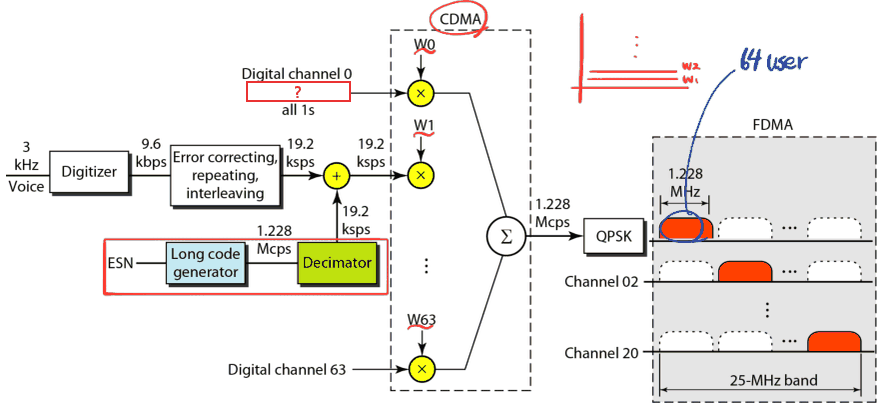 CDMA
W0
Digital channel 0
?
all 1s
W2
W1
64 user
FDMA
3
kHz
Voice
Digitizer
9.6
kbps
Error correcting,
repeating,
interleaving
19.2
ksps
+
19.2
ksps
W1
×
×
1.228
MHz
19.2
ksps
ESN
Long code
generator
1.228
Mcps
Decimator
Σ
1.228
Mcps
QPSK
...
...
Channel 02
...
...
W63
Channel 20
...
Digital channel 63
×
25-MHz band